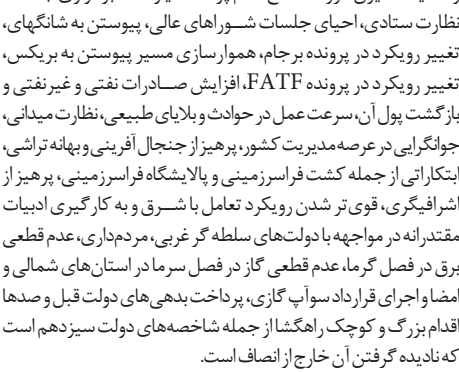 نظارت ستادی، احیای جلسات شـوراهای عالی، پیوستن به شانگهای،
تغییر رویکرد در پرونده برجام، هموارسازی مسیر پیوستن به بریکس،
تغییر رویکرد در پرونده FATF، افزایش صـادرات نفتی و غیرنفتی و
بازگشت پول آن، سرعت عمل در حوادث و بلایای طبیعی، نظارت میدانی،
جوانگرایی در عرصه مدیریت کشور، پرهیز از جنجال آفرینی و بهانه تراشی،
ابتکاراتی از جمله کشت فراسرزمینی و پالایشگاه فراسرزمینی، پرهیز از
اشرافیگری، قوی‌تر شدن رویکرد تعامل با شـرق و به کار گیری ادبیات
مقتدرانه در مواجهه با دولت‌های سلطه گر غربی، مردم‌داری، عدم قطعی
برق در فصل گرما، عدم قطعی گاز در فصل سرما در استان‌های شمالی و
امضا و اجرای قرارداد سوآپ گازی، پرداخت بدهی‌های دولت قبل و صدها
اقدام بزرگ و کوچک راهگشا از جمله شاخصه‌های دولت سیزدهم است
که نادیده گرفتن آن خارج از انصاف است.